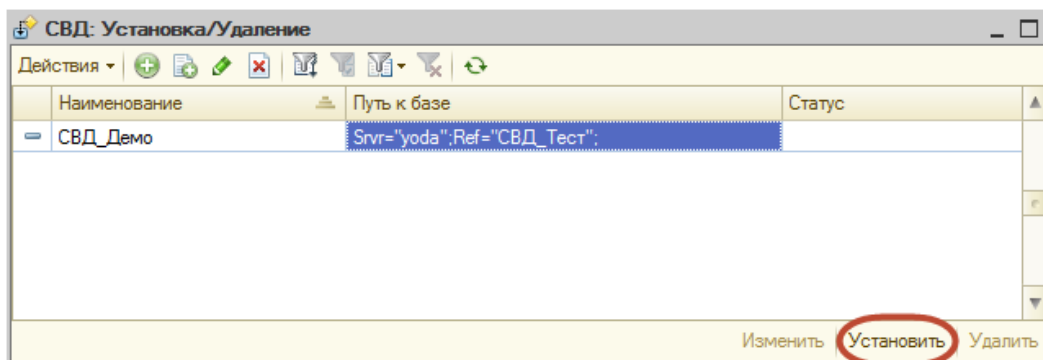 СВД: Установка/Удаление
Действия
Наименование Путь к базе Статус
СВД_Демо Srvr="yoda";Ref="СВД_Тест";
Изменить Установить Удалить